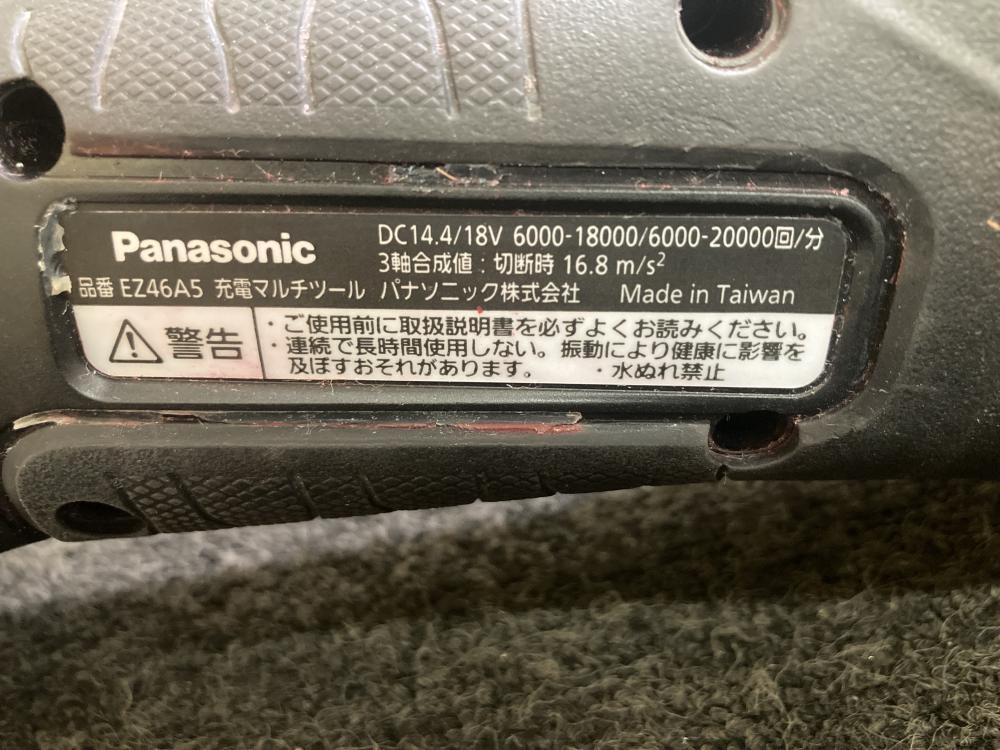 Panasonic
DC14.4/18V 6000-18000/6000-20000回/分
3軸合成値：切断時 16.8 m/s²
品番 EZ46A5 充電マルチツール パナソニック株式会社 Made in Taiwan
警告
・ご使用前に取扱説明書を必ずよくお読みください。
・連続で長時間使用しない。振動により健康に影響を
及ぼすおそれがあります。 ・水ぬれ禁止